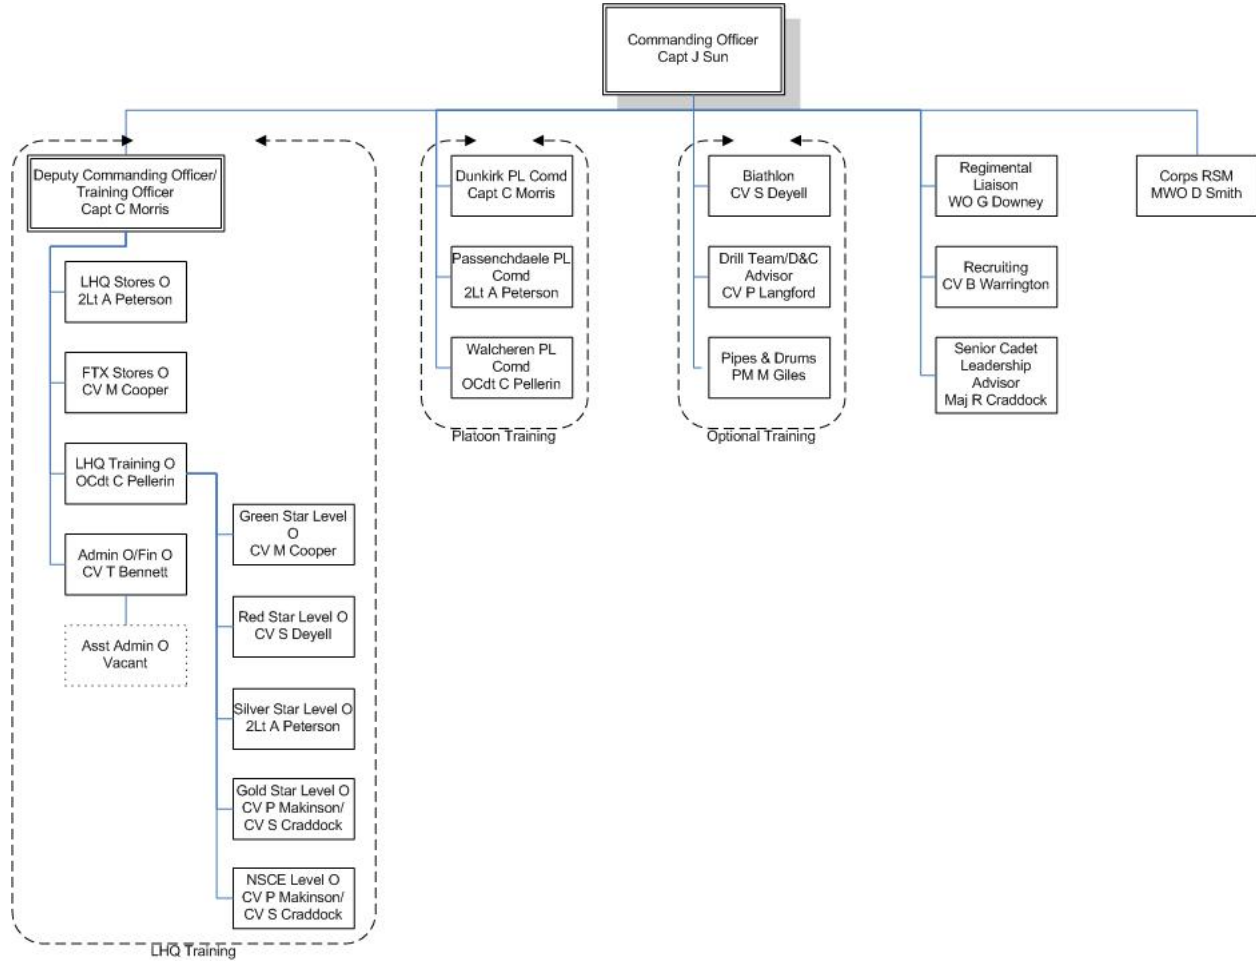 Commanding Officer
Capt J Sun
Deputy Commanding Officer/
Training Officer
Capt C Morris
LHQ Stores O
2Lt A Peterson
FTX Stores O
CV M Cooper
LHQ Training O
OCdt C Pellerin
Admin O/Fin O
CV T Bennett
Asst Admin O
Vacant
Green Star Level
O
CV M Cooper
Red Star Level O
CV S Deyell
Silver Star Level O
2Lt A Peterson
Gold Star Level O
CV P Makinson/
CV S Craddock
NSCE Level O
CV P Makinson/
CV S Craddock
LHQ Training
Dunkirk PL Comd
Capt C Morris
Passenchdaele PL
Comd
2Lt A Peterson
Walcheren PL
Comd
OCdt C Pellerin
Platoon Training
Biathlon
CV S Deyell
Drill Team/D&C
Advisor
CV P Langford
Pipes & Drums
PM M Giles
Optional Training
Regimental
Liaison
WO G Downey
Recruiting
CV B Warrington
Senior Cadet
Leadership
Advisor
Maj R Craddock
Corps RSM
MWO D Smith